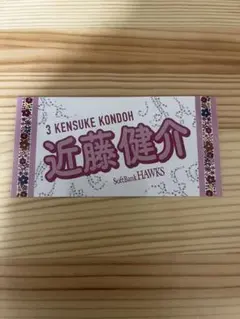 3 KENSUKE KONDOH
近藤健介
SoftBank HAWKS